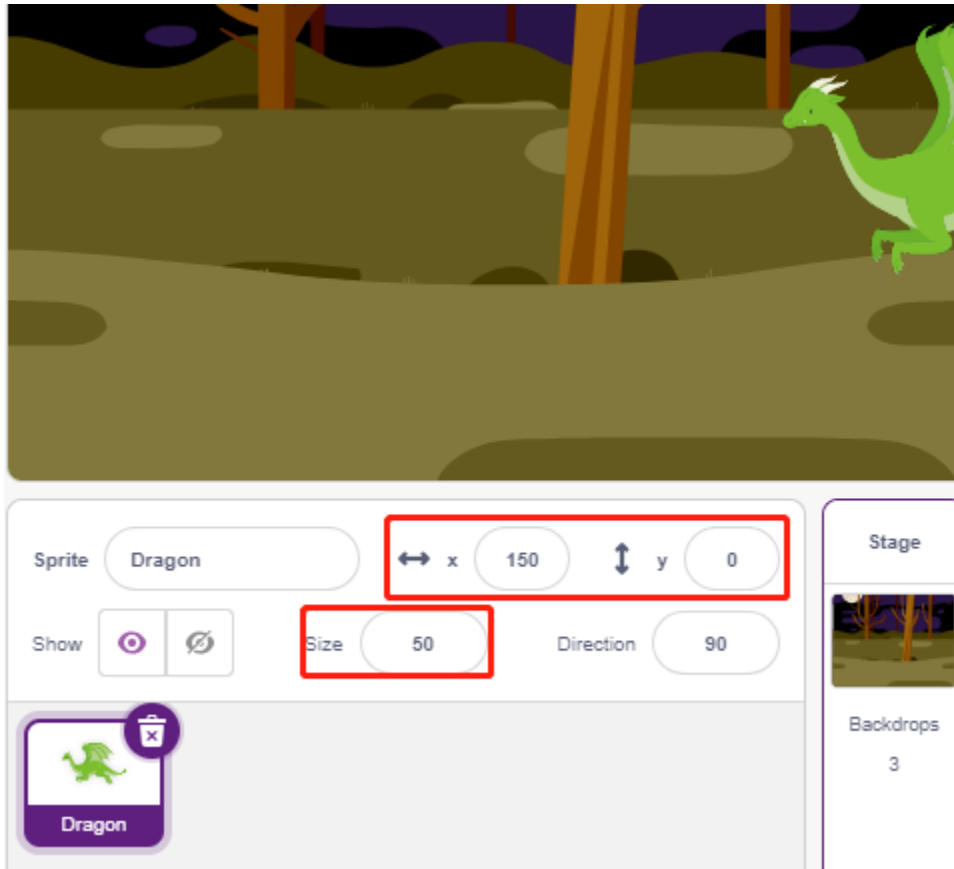 Sprite Dragon x 150 y 0
Show Size 50 Direction 90
Dragon
Stage
Backdrops
3